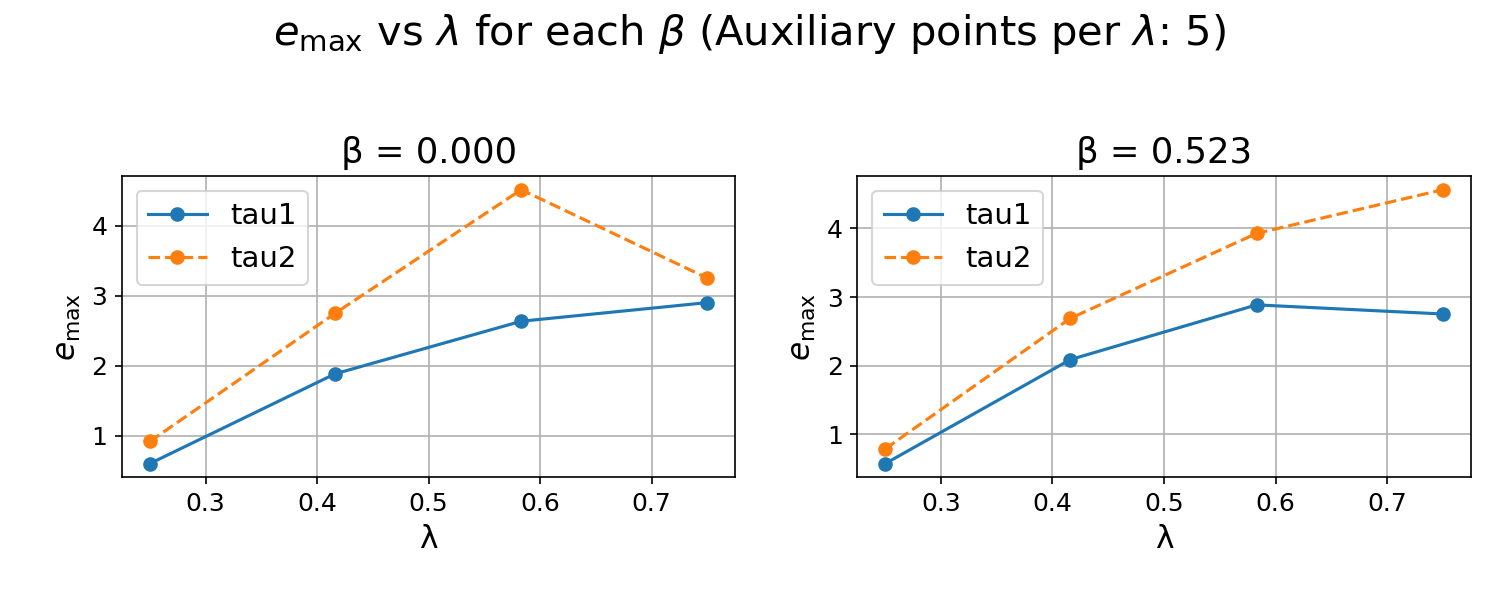 e_max vs λ for each β (Auxiliary points per λ: 5)
β = 0.000
tau1
tau2
4
3
2
1
e_max
0.3 0.4 0.5 0.6 0.7
λ
β = 0.523
tau1
tau2
4
3
2
1
e_max
0.3 0.4 0.5 0.6 0.7
λ